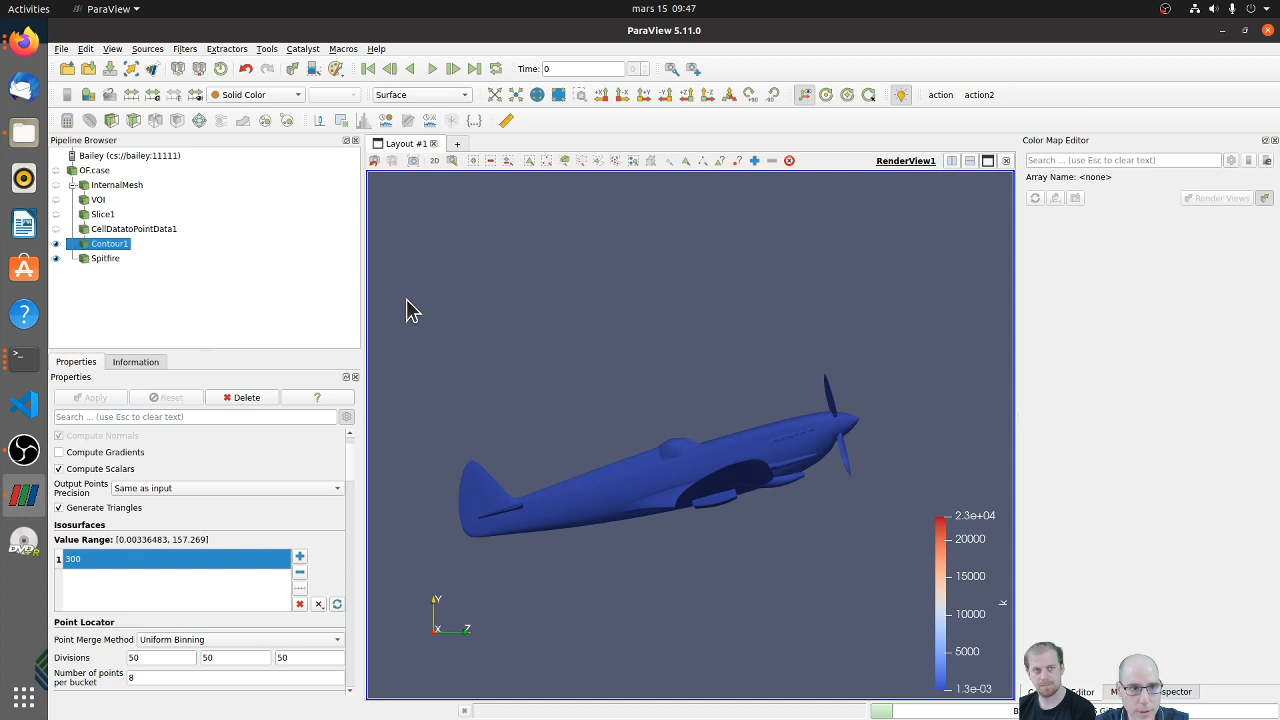 Activities
ParaView
mars 15 09:47
ParaView 5.11.0
File Edit View Sources Filters Extractors Tools Catalyst Macros Help
Time: 0 0
Solid Color
Surface
action action2
Pipeline Browser
Layout #1
Color Map Editor
Bailey (cs://bailey:11111)
OF.case
InternalMesh
VOI
Slice1
CellDatatoPointData1
Contour1
Spitfire
2D
RenderView1
Search ... (use Esc to clear text)
Array Name: <none>
Render Views
Properties Information
Properties
Apply Reset Delete ?
Search ... (use Esc to clear text)
Compute Normals
Compute Gradients
Compute Scalars
Output Points
Precision
Same as input
Generate Triangles
Isosurfaces
Value Range: [0.00336483, 157.269]
1 300
Point Locator
Point Merge Method Uniform Binning
Divisions 50 50 50
Number of points
per bucket
8
Y
X Z
2.3e+04
20000
15000
10000
5000
1.3e-03
k